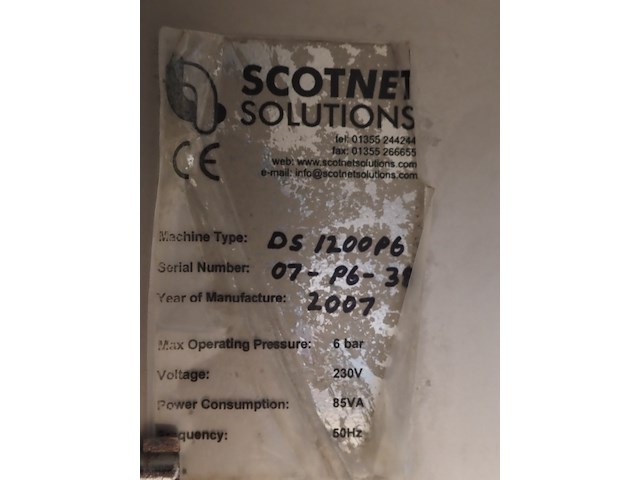 SCOTNET
SOLUTIONS
tel: 01355 244244
fax: 01355 266655
web: www.scotnetsolutions.com
e-mail: info@scotnetsolutions.com
CE
Machine Type: DS 1200P6
Serial Number: 07-P6-
Year of Manufacture: 2007
Max Operating Pressure: 6 bar
Voltage: 230V
Power Consumption: 85VA
Frequency: 50Hz